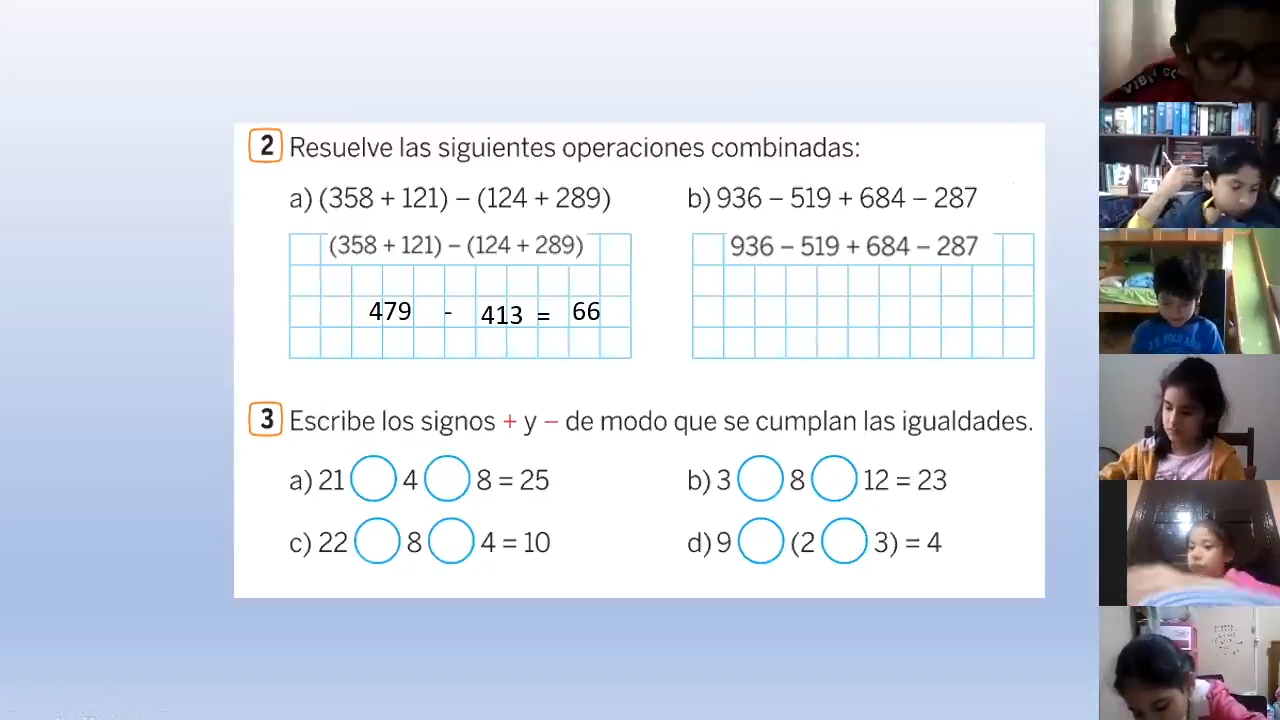 2 Resuelve las siguientes operaciones combinadas:
a) (358 + 121) – (124 + 289)
b) 936 – 519 + 684 – 287
(358 + 121) – (124 + 289)
479 - 413 = 66
936 – 519 + 684 – 287
3 Escribe los signos + y – de modo que se cumplan las igualdades.
a) 21 4 8 = 25
b) 3 8 12 = 23
c) 22 8 4 = 10
d) 9 (2 3) = 4